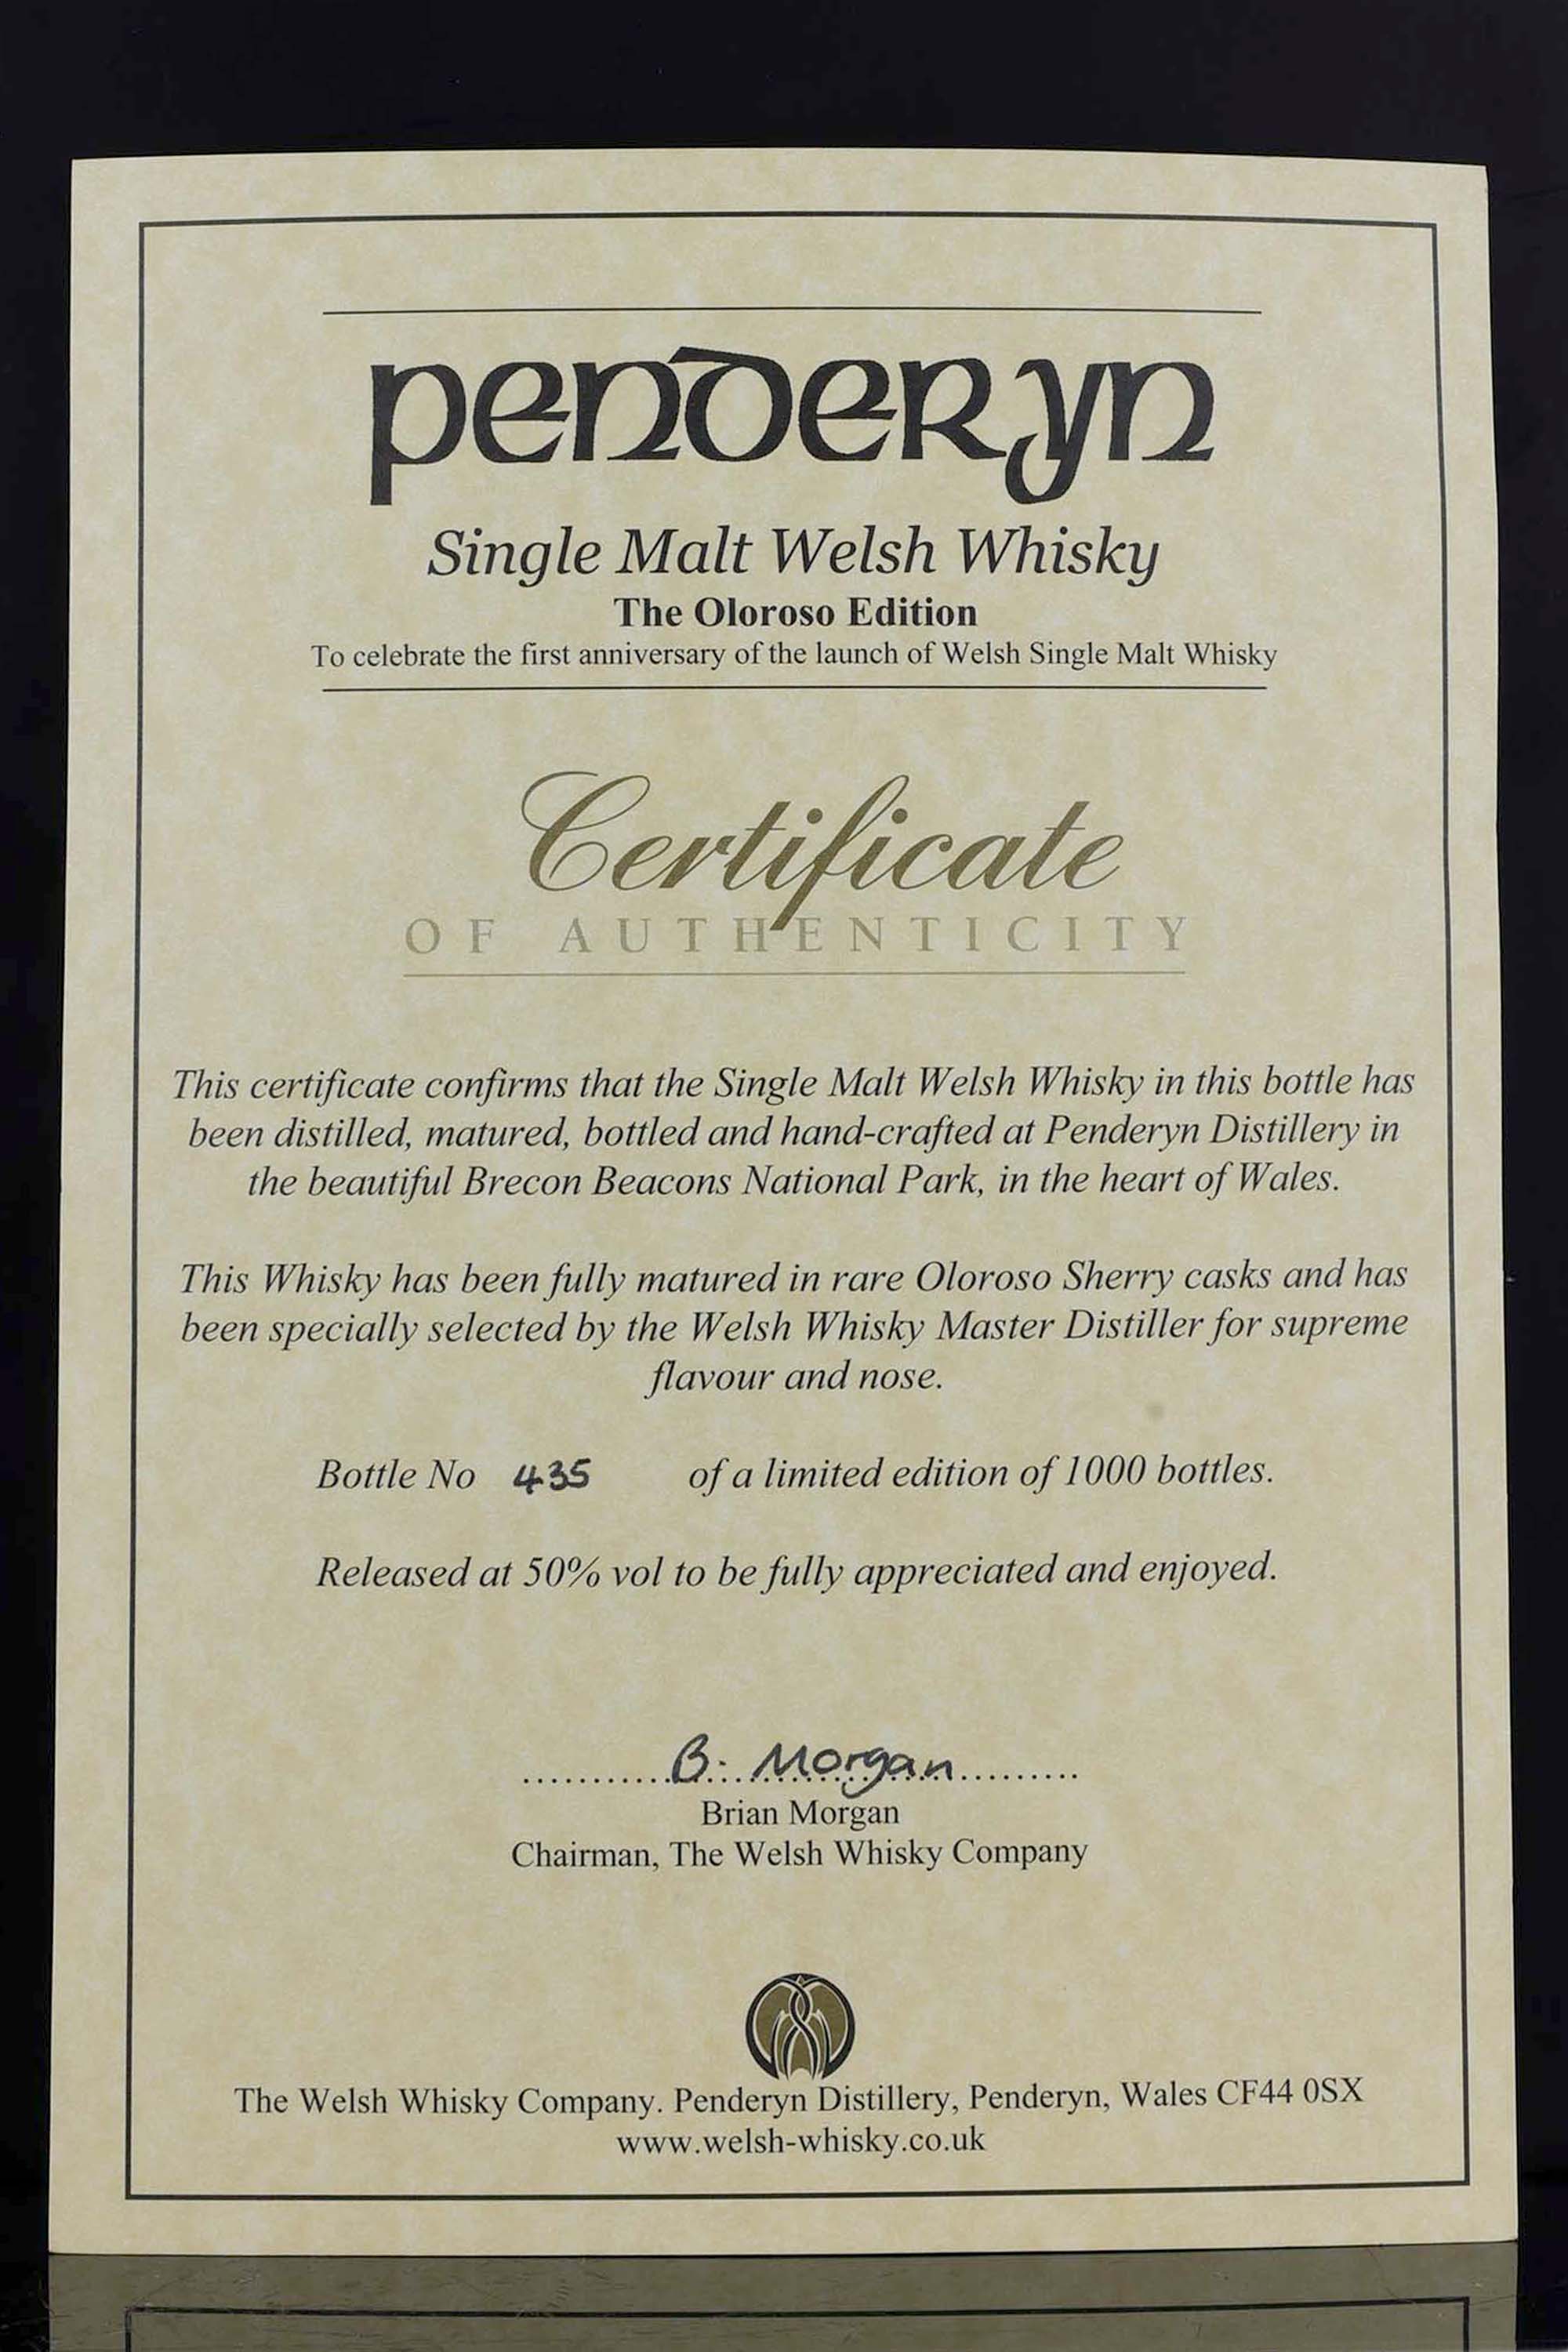 penderyn
Single Malt Welsh Whisky
The Oloroso Edition
To celebrate the first anniversary of the launch of Welsh Single Malt Whisky
Certificate
OF AUTHENTICITY
This certificate confirms that the Single Malt Welsh Whisky in this bottle has
been distilled, matured, bottled and hand-crafted at Penderyn Distillery in
the beautiful Brecon Beacons National Park, in the heart of Wales.
This Whisky has been fully matured in rare Oloroso Sherry casks and has
been specially selected by the Welsh Whisky Master Distiller for supreme
flavour and nose.
Bottle No 435 of a limited edition of 1000 bottles.
Released at 50% vol to be fully appreciated and enjoyed.
B. Morgan
Brian Morgan
Chairman, The Welsh Whisky Company
The Welsh Whisky Company. Penderyn Distillery, Penderyn, Wales CF44 0SX
www.welsh-whisky.co.uk